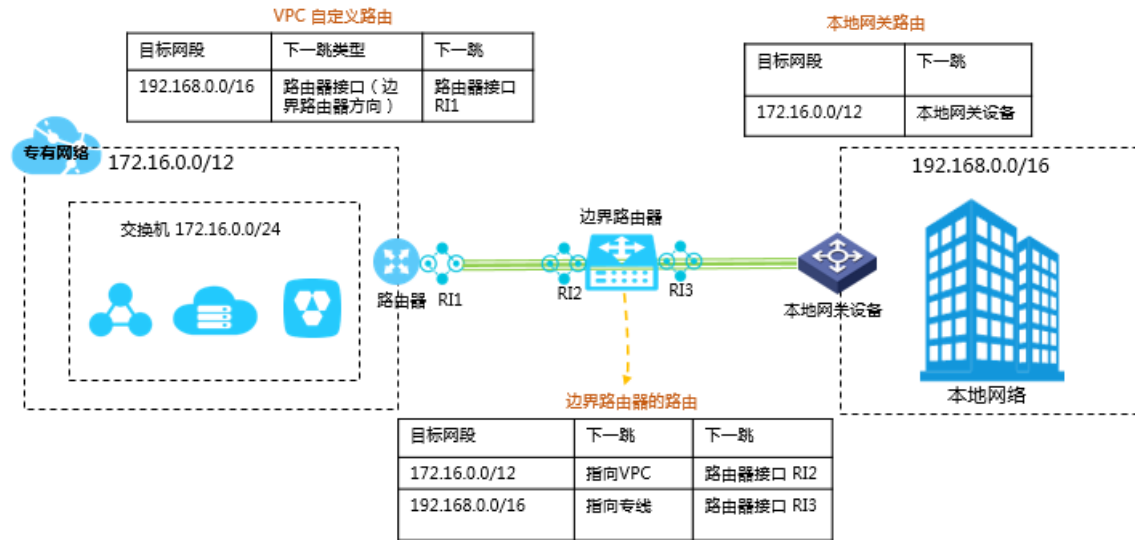 VPC 自定义路由
目标网段 下一跳类型 下一跳
192.168.0.0/16 路由器接口（边界路由器方向） 路由器接口 RI1
本地网关路由
目标网段 下一跳
172.16.0.0/12 本地网关设备
专有网络
172.16.0.0/12
192.168.0.0/16
交换机 172.16.0.0/24
边界路由器
路由器 RI1 RI2 RI3
本地网关设备
本地网络
边界路由器的路由
目标网段 下一跳 下一跳
172.16.0.0/12 指向VPC 路由器接口 RI2
192.168.0.0/16 指向专线 路由器接口 RI3